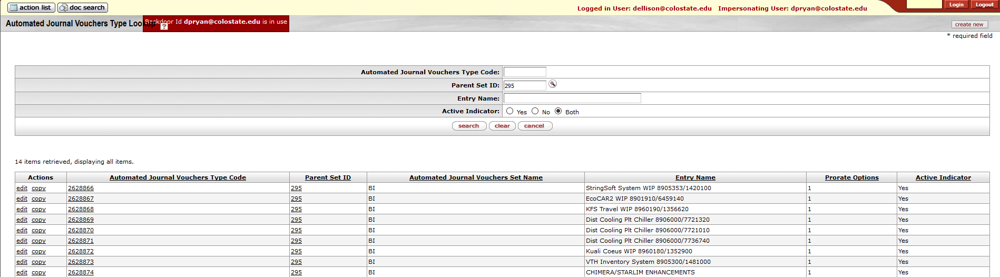 action list doc search Logged in User: dellison@colostate.edu Impersonating User: dpryan@colostate.edu Login Logout
Automated Journal Vouchers Type Lookup ? Backdoor Id dpryan@colostate.edu is in use create new
* required field
Automated Journal Vouchers Type Code:
Parent Set ID: 295
Entry Name:
Active Indicator: Yes No Both
search clear cancel
14 items retrieved, displaying all items.
Actions Automated Journal Vouchers Type Code Parent Set ID Automated Journal Vouchers Set Name Entry Name Prorate Options Active Indicator
edit copy 2628866 295 BI StringSoft System WIP 8905353/1420100 1 Yes
edit copy 2628867 295 BI EcoCAR2 WIP 8901910/6459140 1 Yes
edit copy 2628868 295 BI KFS Travel WIP 8960190/1356620 1 Yes
edit copy 2628869 295 BI Dist Cooling Plt Chiller 8906000/7721320 1 Yes
edit copy 2628870 295 BI Dist Cooling Plt Chiller 8906000/7721010 1 Yes
edit copy 2628871 295 BI Dist Cooling Plt Chiller 8906000/7736740 1 Yes
edit copy 2628872 295 BI Kuali Coeus WIP 8960180/1352900 1 Yes
edit copy 2628873 295 BI VTH Inventory System 8905300/1481000 1 Yes
edit copy 2628874 295 BI CHIMERA/STARLIM ENHANCEMENTS 1 Yes